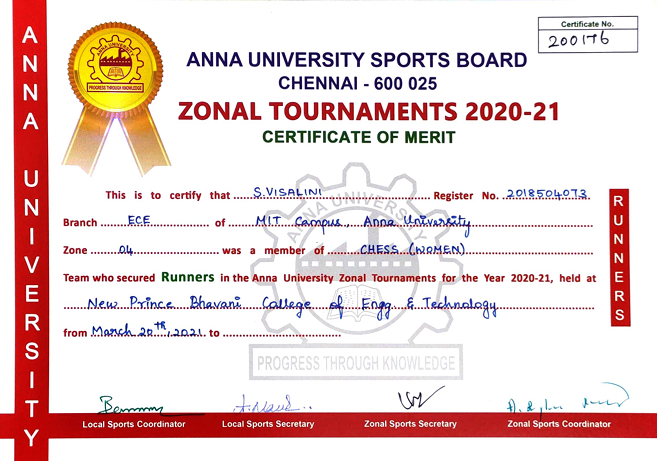 Certificate No.
200176
ANNA UNIVERSITY SPORTS BOARD
CHENNAI - 600 025
ZONAL TOURNAMENTS 2020-21
CERTIFICATE OF MERIT
PROGRESS THROUGH KNOWLEDGE
ANNA UNIVERSITY
This is to certify that S.VISALINI Register No. 2018504073
Branch ECE of MIT Campus, Anna University
Zone 04 was a member of CHESS (WOMEN)
Team who secured Runners in the Anna University Zonal Tournaments for the Year 2020-21, held at
New Prince Bhavani College of Engg & Technology
from March 20th, 2021. to
RUNNERS
ANNA UNIVERSITY
PROGRESS THROUGH KNOWLEDGE
Local Sports Coordinator Local Sports Secretary Zonal Sports Secretary Zonal Sports Coordinator